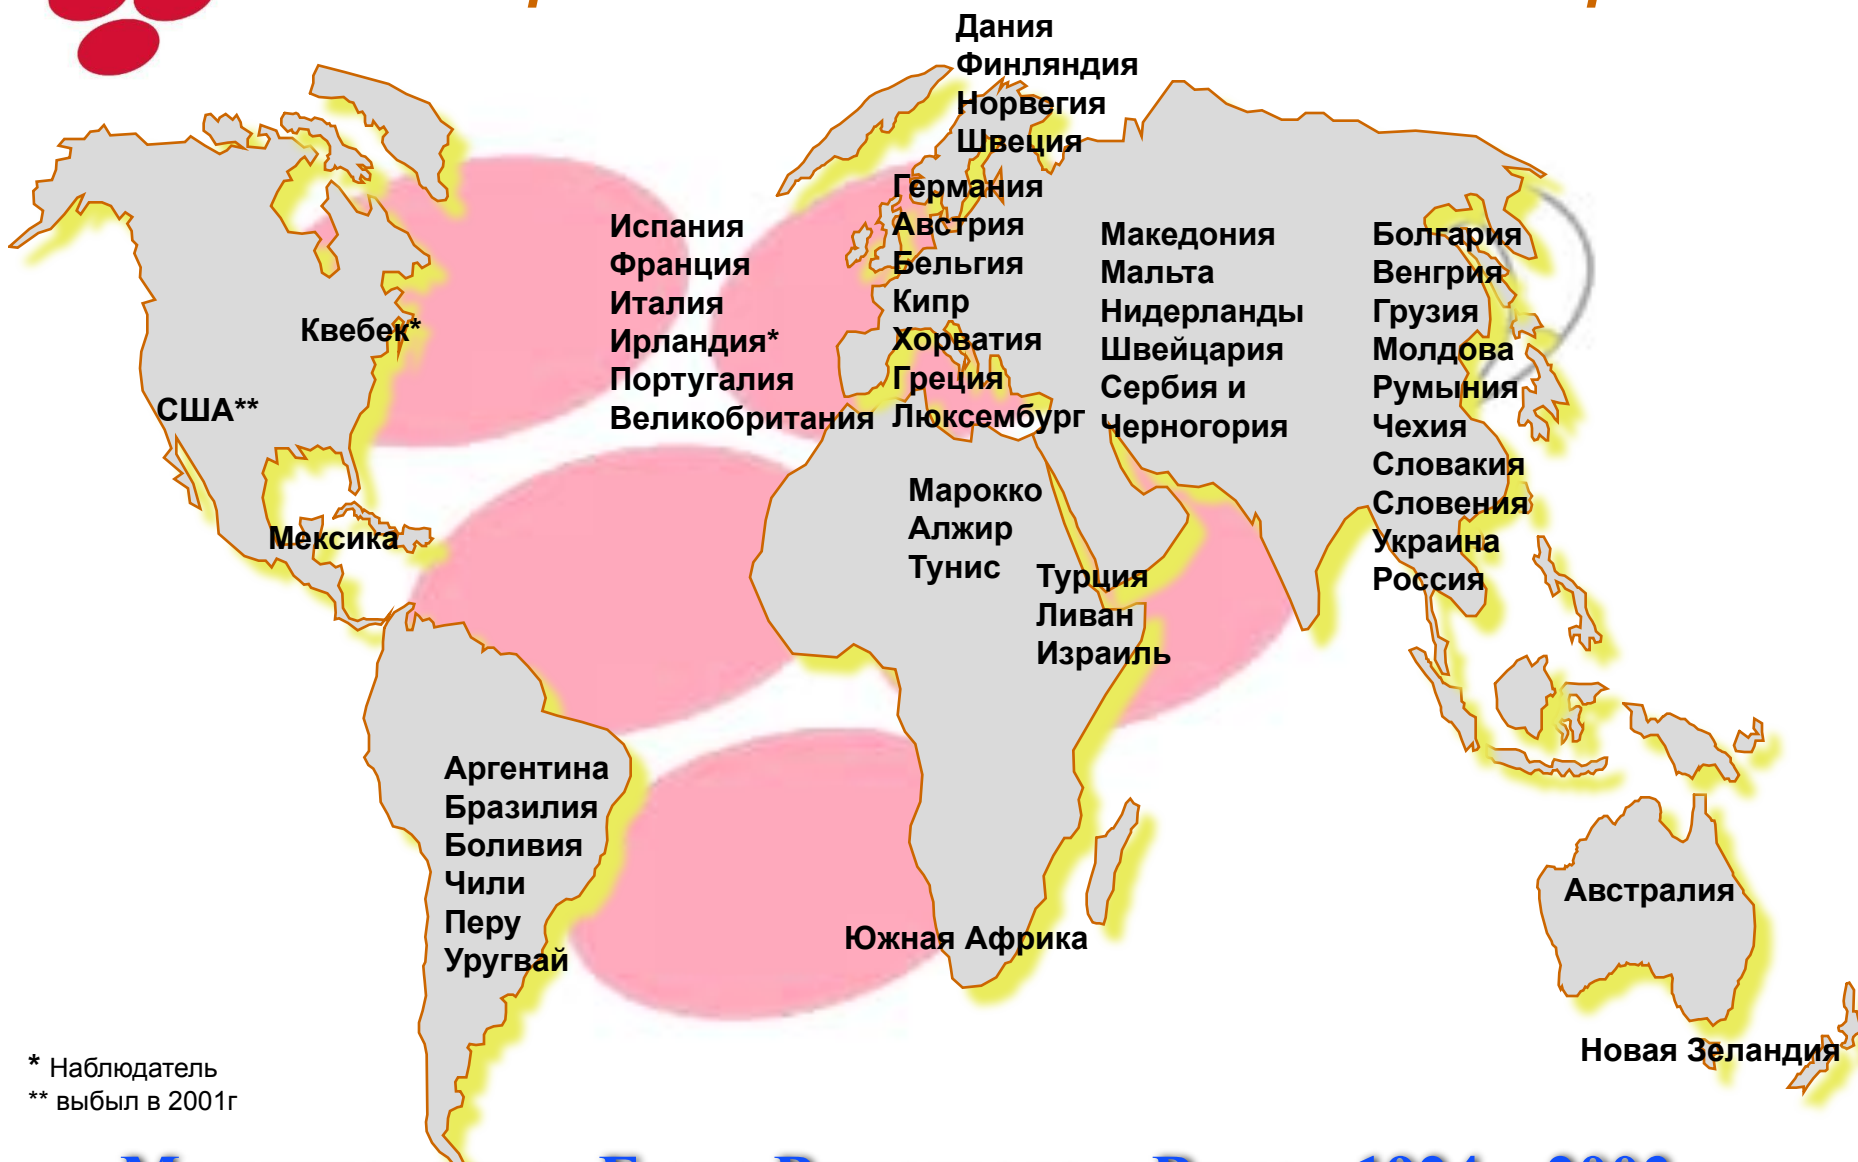 Дания
Финляндия
Норвегия
Швеция
Германия
Австрия
Бельгия
Кипр
Хорватия
Греция
Люксембург
Испания
Франция
Италия
Ирландия*
Португалия
Великобритания
Македония
Мальта
Нидерланды
Швейцария
Сербия и
Черногория
Болгария
Венгрия
Грузия
Молдова
Румыния
Чехия
Словакия
Словения
Украина
Россия
Квебек*
США**
Мексика
Марокко
Алжир
Тунис
Турция
Ливан
Израиль
Аргентина
Бразилия
Боливия
Чили
Перу
Уругвай
Южная Африка
Австралия
Новая Зеландия
* Наблюдатель
** выбыл в 2001г